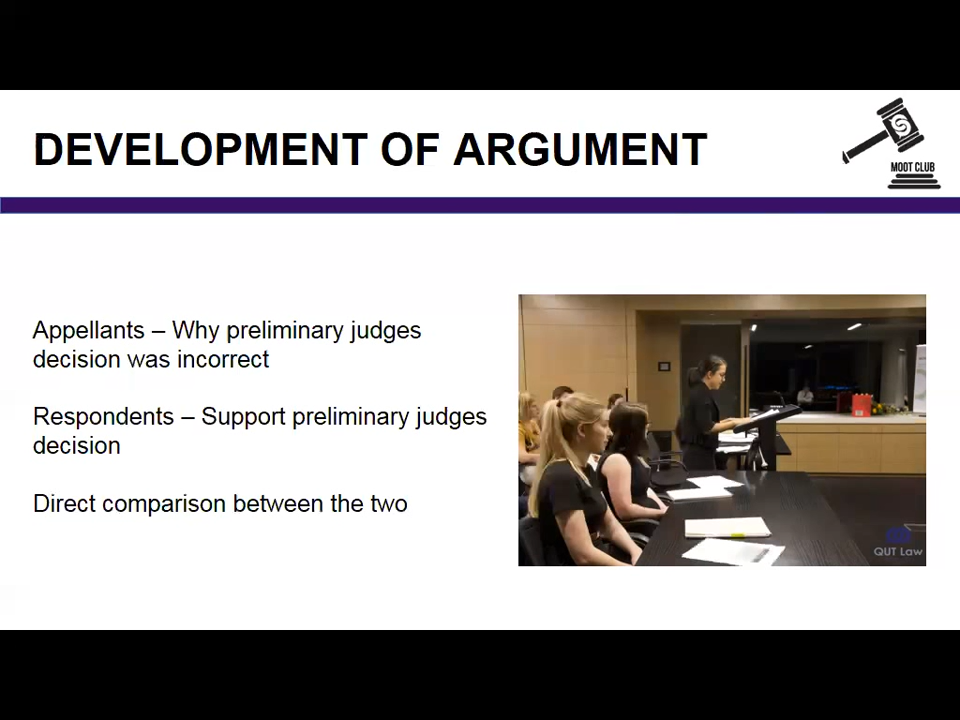 DEVELOPMENT OF ARGUMENT
MOOT CLUB
Appellants – Why preliminary judges
decision was incorrect
Respondents – Support preliminary judges
decision
Direct comparison between the two
QUT Law